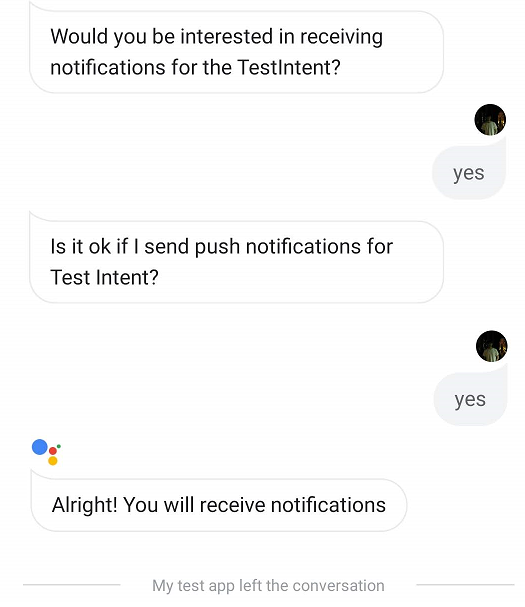 Would you be interested in receiving
notifications for the TestIntent?
yes
Is it ok if I send push notifications for
Test Intent?
yes
Alright! You will receive notifications
My test app left the conversation